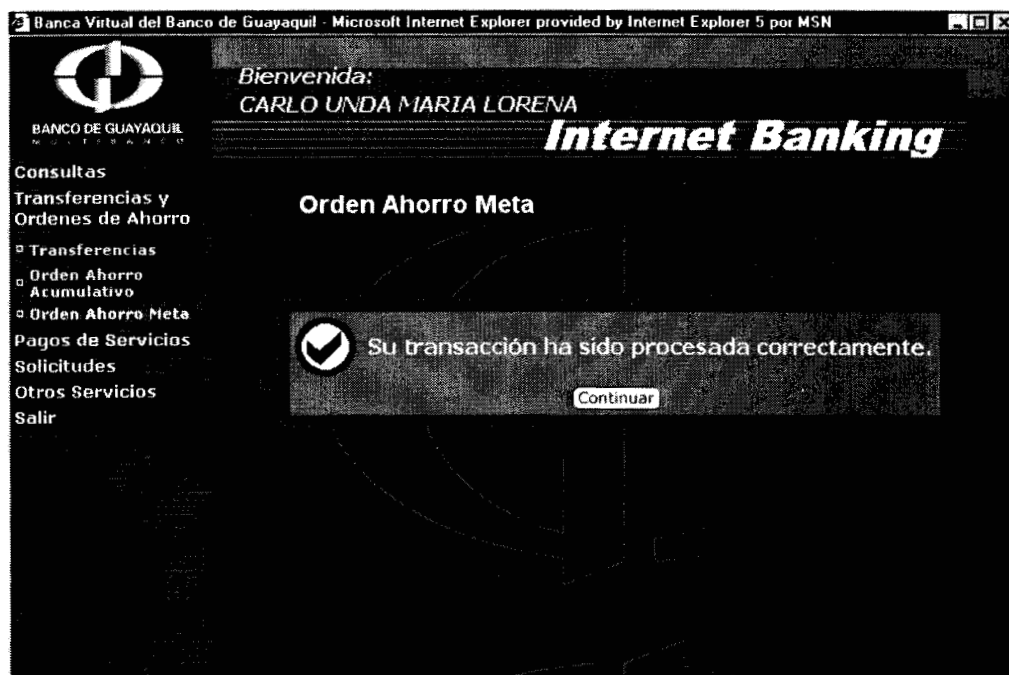 Banca Virtual del Banco de Guayaquil - Microsoft Internet Explorer provided by Internet Explorer 5 por MSN
Bienvenida:
CARLO UNDA MARIA LORENA
BANCO DE GUAYAQUIL
MULTIBANCO
Internet Banking
Consultas
Transferencias y
Ordenes de Ahorro
Transferencias
Orden Ahorro
Acumulativo
Orden Ahorro Meta
Pagos de Servicios
Solicitudes
Otros Servicios
Salir
Orden Ahorro Meta
Su transacción ha sido procesada correctamente.
Continuar